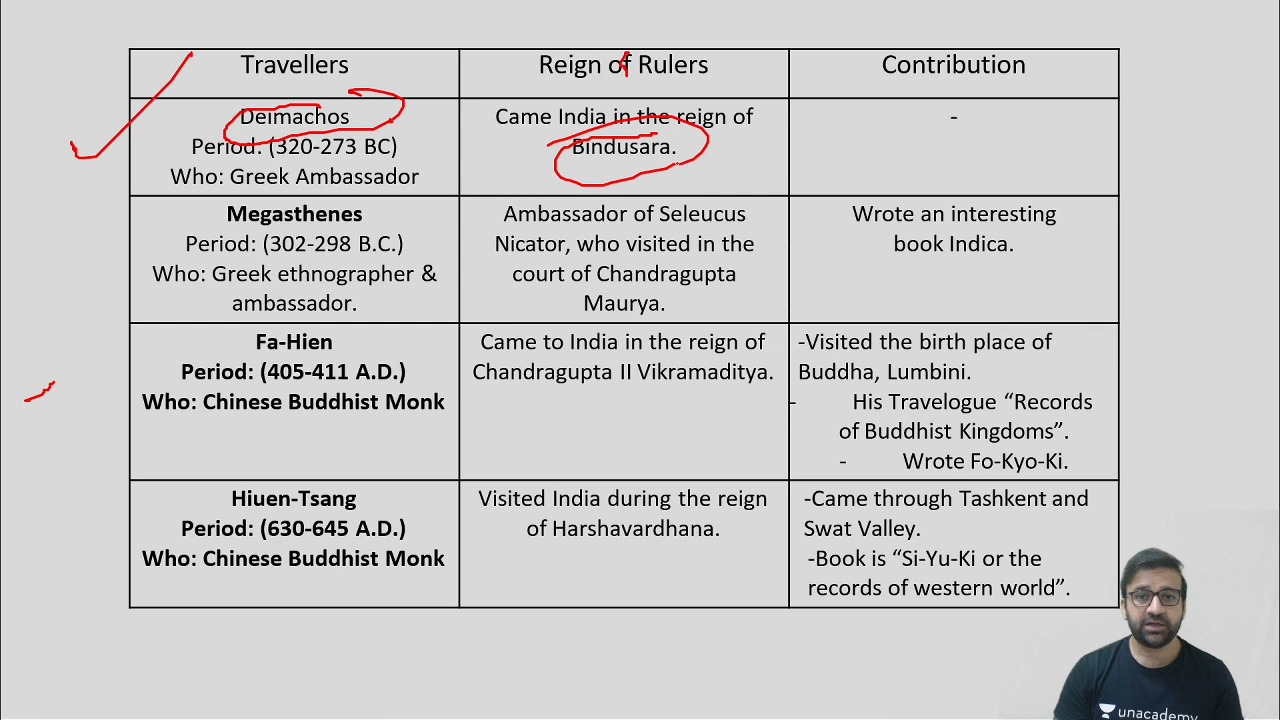 Travellers
Reign of Rulers
Contribution
Deimachos
Period: (320-273 BC)
Who: Greek Ambassador
Came India in the reign of
Bindusara.
-
Megasthenes
Period: (302-298 B.C.)
Who: Greek ethnographer &
ambassador.
Ambassador of Seleucus
Nicator, who visited in the
court of Chandragupta
Maurya.
Wrote an interesting
book Indica.
Fa-Hien
Period: (405-411 A.D.)
Who: Chinese Buddhist Monk
Came to India in the reign of
Chandragupta II Vikramaditya.
-Visited the birth place of
Buddha, Lumbini.
- His Travelogue “Records
of Buddhist Kingdoms”.
- Wrote Fo-Kyo-Ki.
Hiuen-Tsang
Period: (630-645 A.D.)
Who: Chinese Buddhist Monk
Visited India during the reign
of Harshavardhana.
-Came through Tashkent and
Swat Valley.
-Book is “Si-Yu-Ki or the
records of western world”.
unacademy